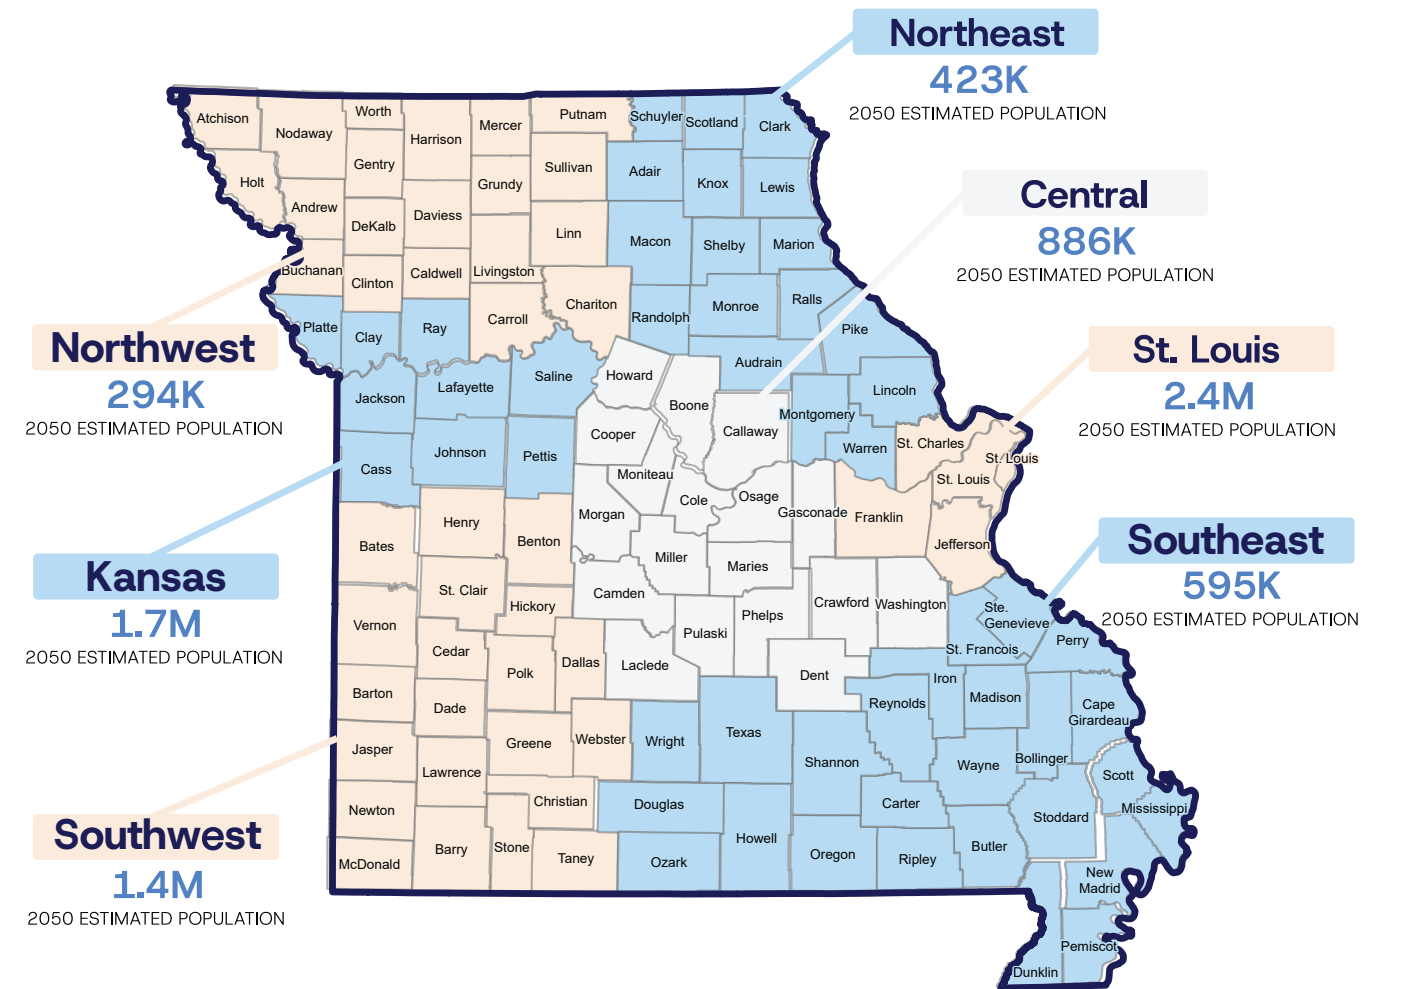 Northeast
423K
2050 ESTIMATED POPULATION
Central
886K
2050 ESTIMATED POPULATION
St. Louis
2.4M
2050 ESTIMATED POPULATION
Southeast
595K
2050 ESTIMATED POPULATION
Northwest
294K
2050 ESTIMATED POPULATION
Kansas
1.7M
2050 ESTIMATED POPULATION
Southwest
1.4M
2050 ESTIMATED POPULATION
Atchison
Nodaway
Worth
Harrison
Mercer
Putnam
Schuyler
Scotland
Clark
Gentry
Sullivan
Adair
Knox
Lewis
Holt
Andrew
Grundy
DeKalb
Daviess
Linn
Macon
Shelby
Marion
Buchanan
Clinton
Caldwell
Livingston
Chariton
Randolph
Monroe
Ralls
Pike
Platte
Clay
Ray
Carroll
Audrain
Lincoln
Jackson
Lafayette
Saline
Howard
Boone
Callaway
Montgomery
Warren
St. Charles
St. Louis
St. Louis
Cass
Johnson
Pettis
Cooper
Moniteau
Cole
Osage
Gasconade
Franklin
Jefferson
Bates
Henry
Benton
Morgan
Miller
Maries
Camden
St. Clair
Hickory
Vernon
Cedar
Polk
Dallas
Laclede
Pulaski
Phelps
Crawford
Washington
Ste.
Genevieve
St. Francois
Perry
Dent
Iron
Madison
Reynolds
Barton
Dade
Cape
Girardeau
Jasper
Greene
Webster
Wright
Texas
Shannon
Wayne
Bollinger
Scott
Lawrence
Newton
Christian
Douglas
Carter
Stoddard
Mississippi
McDonald
Barry
Stone
Taney
Ozark
Howell
Oregon
Ripley
Butler
New
Madrid
Pemiscot
Dunklin